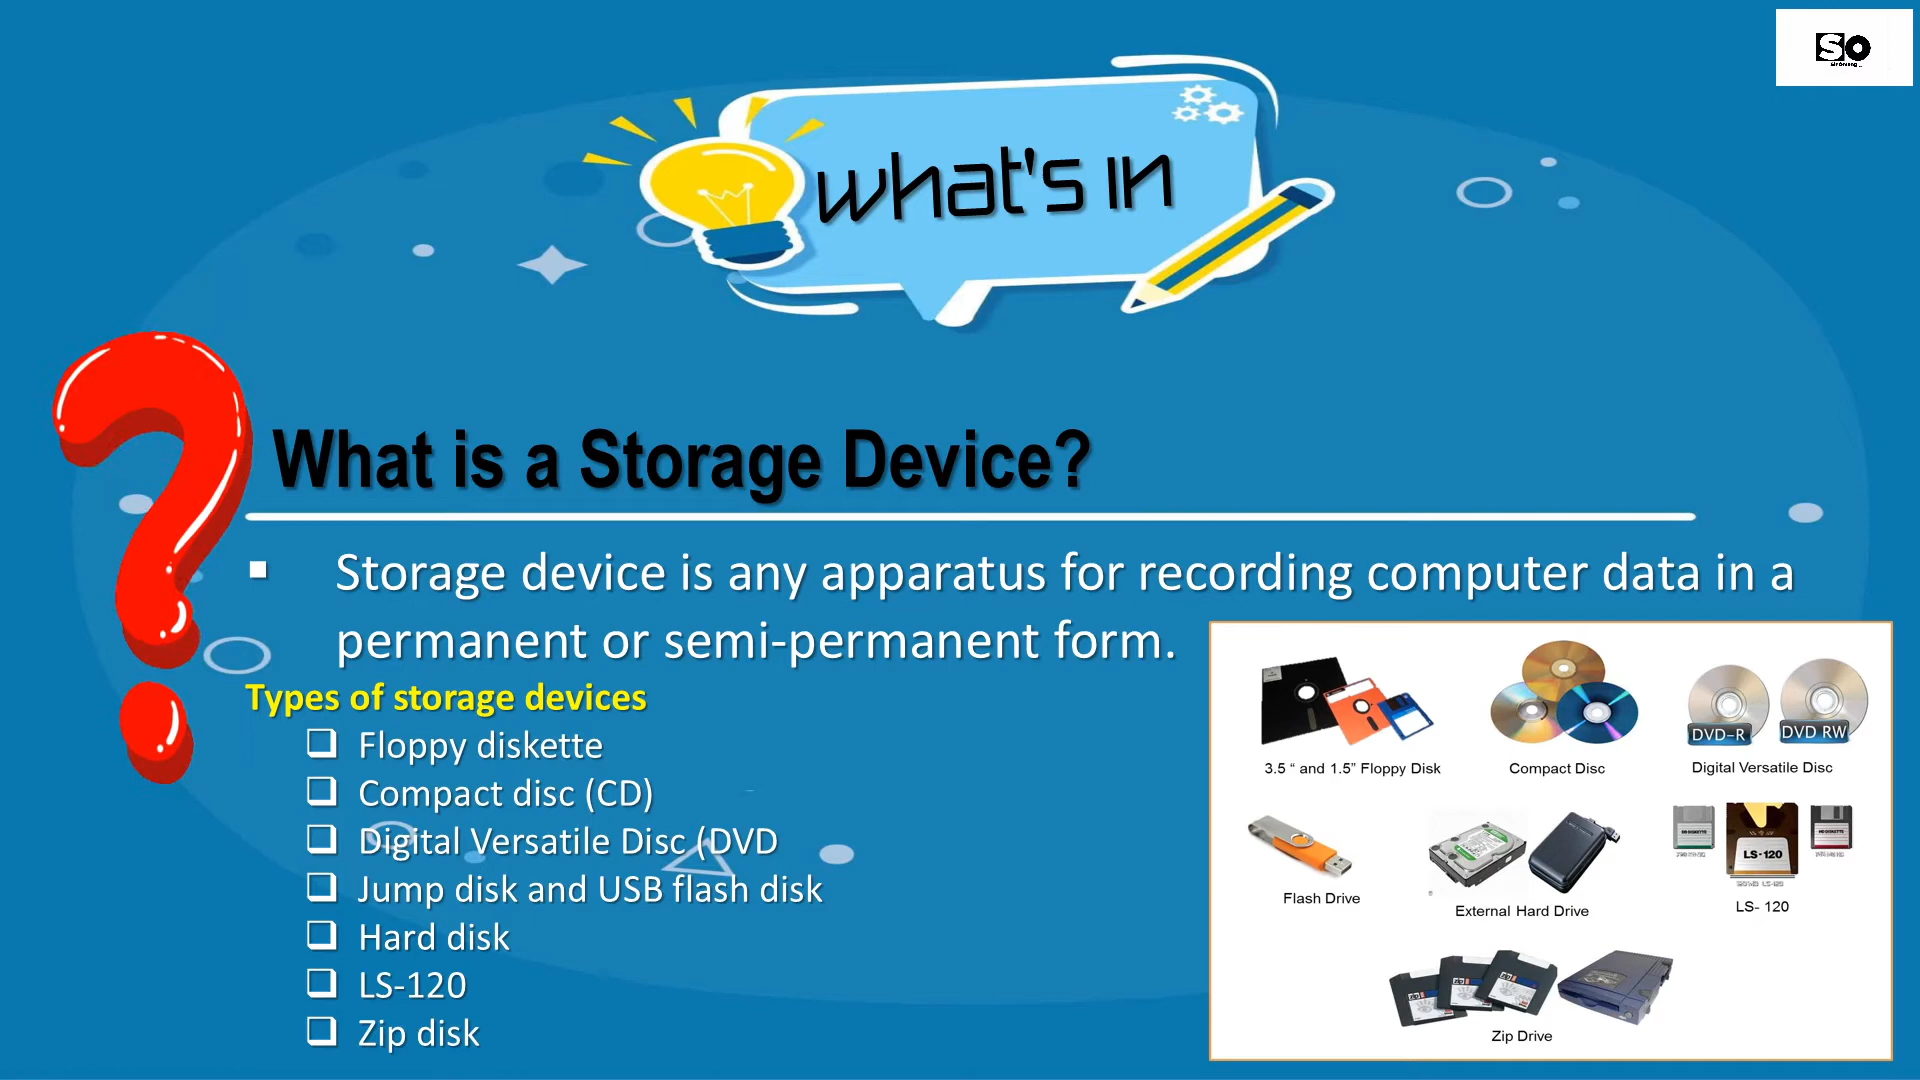 SO
what's in
What is a Storage Device?
Storage device is any apparatus for recording computer data in a
permanent or semi-permanent form.
Types of storage devices
Floppy diskette
Compact disc (CD)
Digital Versatile Disc (DVD
Jump disk and USB flash disk
Hard disk
LS-120
Zip disk
DVD-R
DVD RW
3.5 “ and 1.5” Floppy Disk
Compact Disc
Digital Versatile Disc
LS-120
Flash Drive
External Hard Drive
LS- 120
Zip Drive